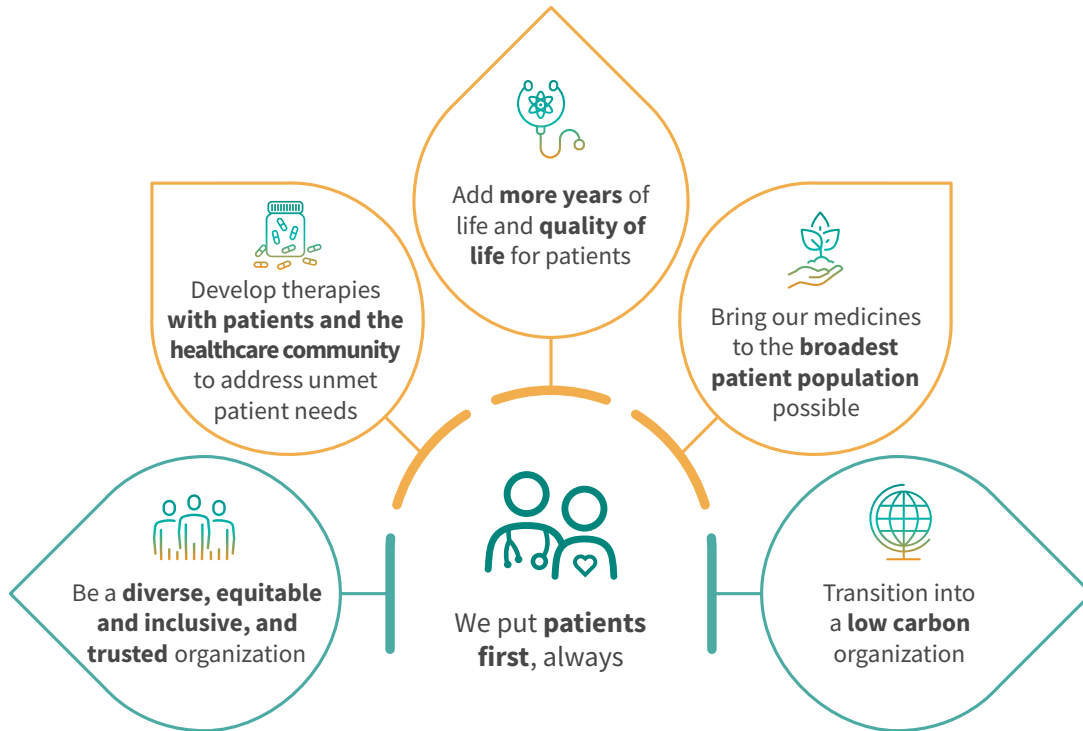 Add more years of
life and quality of
life for patients
Develop therapies
with patients and the
healthcare community
to address unmet
patient needs
Bring our medicines
to the broadest
patient population
possible
Be a diverse, equitable
and inclusive, and
trusted organization
We put patients
first, always
Transition into
a low carbon
organization